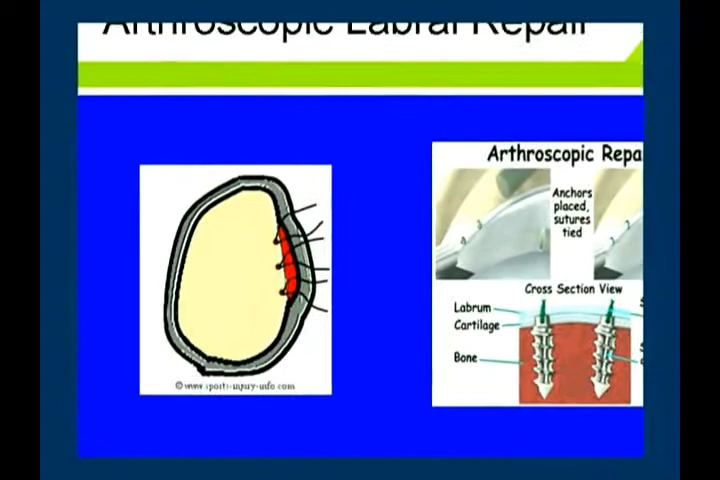 Arthroscopic Labral Repair
Arthroscopic Repa
Anchors
placed,
sutures
tied
Cross Section View
Labrum
Cartilage
Bone
©www.sports-injury-info.com